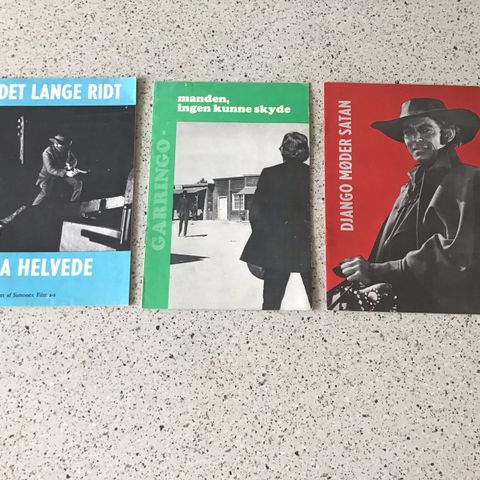 DET LANGE RIDT
A HELVEDE
af Sunonex Film a-s
GARRINGO -
manden,
ingen kunne skyde
DJANGO MØDER SATAN